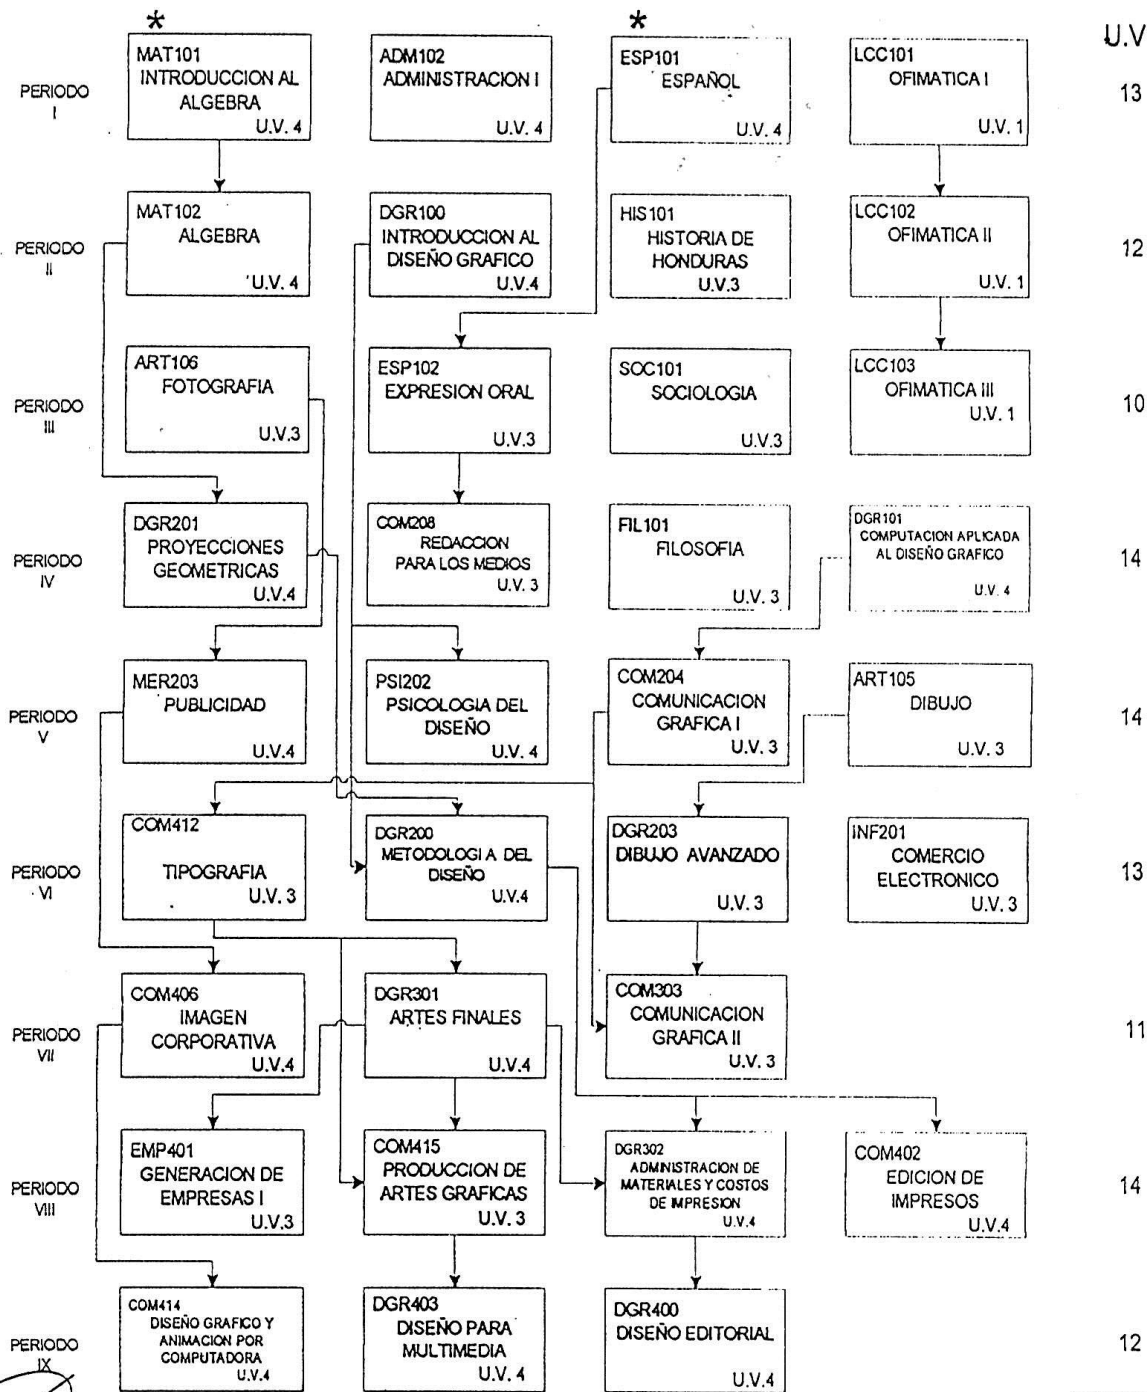 *
*
U.V
PERIODO
I
MAT101
INTRODUCCION AL
ALGEBRA
U.V. 4
ADM102
ADMINISTRACION I
U.V. 4
ESP101
ESPAÑOL
U.V. 4
LCC101
OFIMATICA I
U.V. 1
13
PERIODO
II
MAT102
ALGEBRA
U.V. 4
DGR100
INTRODUCCION AL
DISEÑO GRAFICO
U.V.4
HIS101
HISTORIA DE
HONDURAS
U.V.3
LCC102
OFIMATICA II
U.V. 1
12
PERIODO
III
ART106
FOTOGRAFIA
U.V.3
ESP102
EXPRESION ORAL
U.V.3
SOC101
SOCIOLOGIA
U.V.3
LCC103
OFIMATICA III
U.V. 1
10
PERIODO
IV
DGR201
PROYECCIONES
GEOMETRICAS
U.V.4
COM208
REDACCION
PARA LOS MEDIOS
U.V. 3
FIL101
FILOSOFIA
U.V. 3
DGR101
COMPUTACION APLICADA
AL DISEÑO GRAFICO
U.V. 4
14
PERIODO
V
MER203
PUBLICIDAD
U.V.4
PSI202
PSICOLOGIA DEL
DISEÑO
U.V. 4
COM204
COMUNICACION
GRAFICA I
U.V. 3
ART105
DIBUJO
U.V. 3
14
PERIODO
VI
COM412
TIPOGRAFIA
U.V. 3
DGR200
METODOLOGIA DEL
DISEÑO
U.V.4
DGR203
DIBUJO AVANZADO
U.V. 3
INF201
COMERCIO
ELECTRONICO
U.V. 3
13
PERIODO
VII
COM406
IMAGEN
CORPORATIVA
U.V.4
DGR301
ARTES FINALES
U.V.4
COM303
COMUNICACION
GRAFICA II
U.V. 3
11
PERIODO
VIII
EMP401
GENERACION DE
EMPRESAS I
U.V.3
COM415
PRODUCCION DE
ARTES GRAFICAS
U.V. 3
DGR302
ADMINISTRACION DE
MATERIALES Y COSTOS
DE IMPRESION
U.V.4
COM402
EDICION DE
IMPRESOS
U.V.4
14
PERIODO
IX
COM414
DISEÑO GRAFICO Y
ANIMACION POR
COMPUTADORA
U.V.4
DGR403
DISEÑO PARA
MULTIMEDIA
U.V. 4
DGR400
DISEÑO EDITORIAL
U.V.4
12